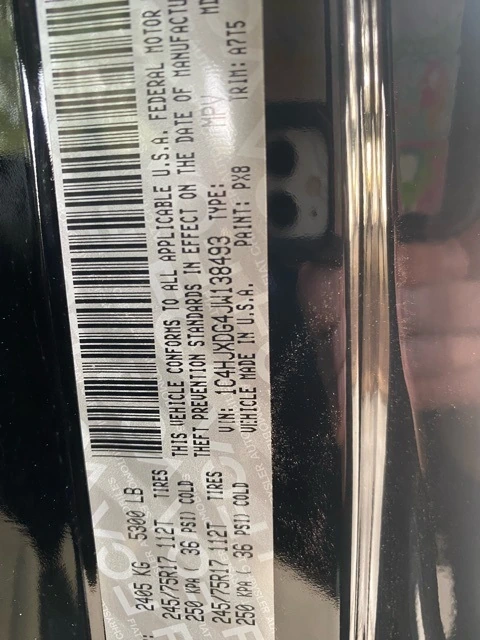 2405 KG 5300 LB
245/75R17 112T TIRES
250 KPA ( 36 PSI) COLD
245/75R17 112T TIRES
250 KPA ( 36 PSI) COLD
THIS VEHICLE CONFORMS TO ALL APPLICABLE U.S.A. FEDERAL MOTOR
THEFT PREVENTION STANDARDS IN EFFECT ON THE DATE OF MANUFACTU
VIN: 1C4HJXDG4JW138493 TYPE: MPV
VEHICLE MADE IN U.S.A. PAINT: PX8 TRIM: A7T5